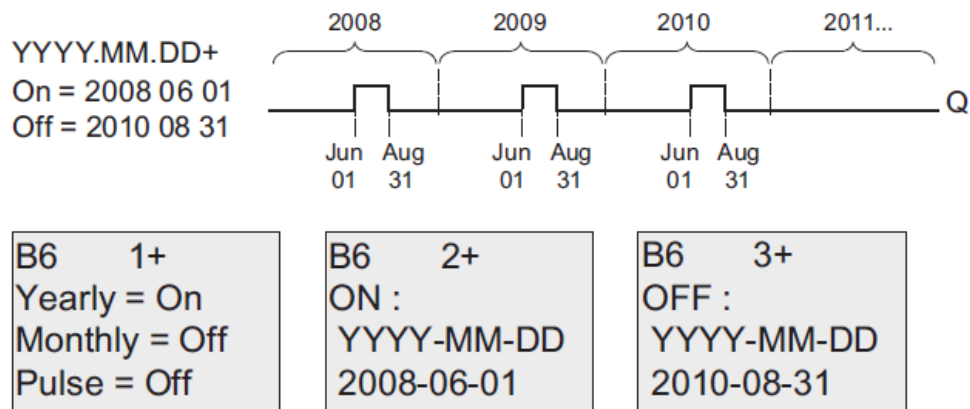 2008 2009 2010 2011...
YYYY.MM.DD+
On = 2008 06 01
Off = 2010 08 31
Q
Jun Aug Jun Aug Jun Aug
01 31 01 31 01 31
B6 1+
Yearly = On
Monthly = Off
Pulse = Off
B6 2+
ON :
YYYY-MM-DD
2008-06-01
B6 3+
OFF :
YYYY-MM-DD
2010-08-31